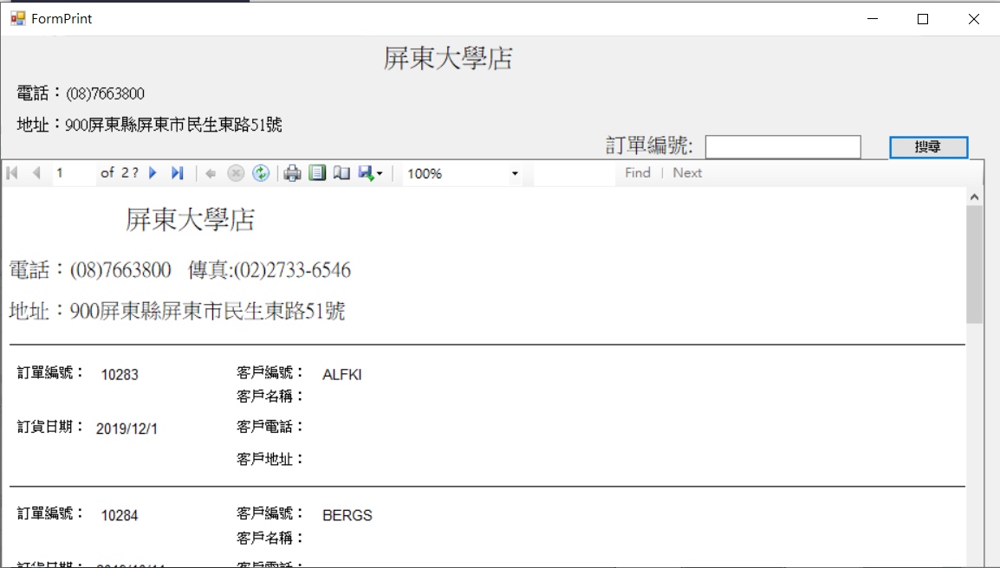 FormPrint
屏東大學店
電話：(08)7663800
地址：900屏東縣屏東市民生東路51號
訂單編號: 搜尋
1 of 2 ? 100% Find | Next
屏東大學店
電話：(08)7663800 傳真:(02)2733-6546
地址：900屏東縣屏東市民生東路51號
訂單編號： 10283 客戶編號： ALFKI
客戶名稱：
訂貨日期： 2019/12/1 客戶電話：
客戶地址：
訂單編號： 10284 客戶編號： BERGS
客戶名稱：
訂貨日期： 客戶電話：